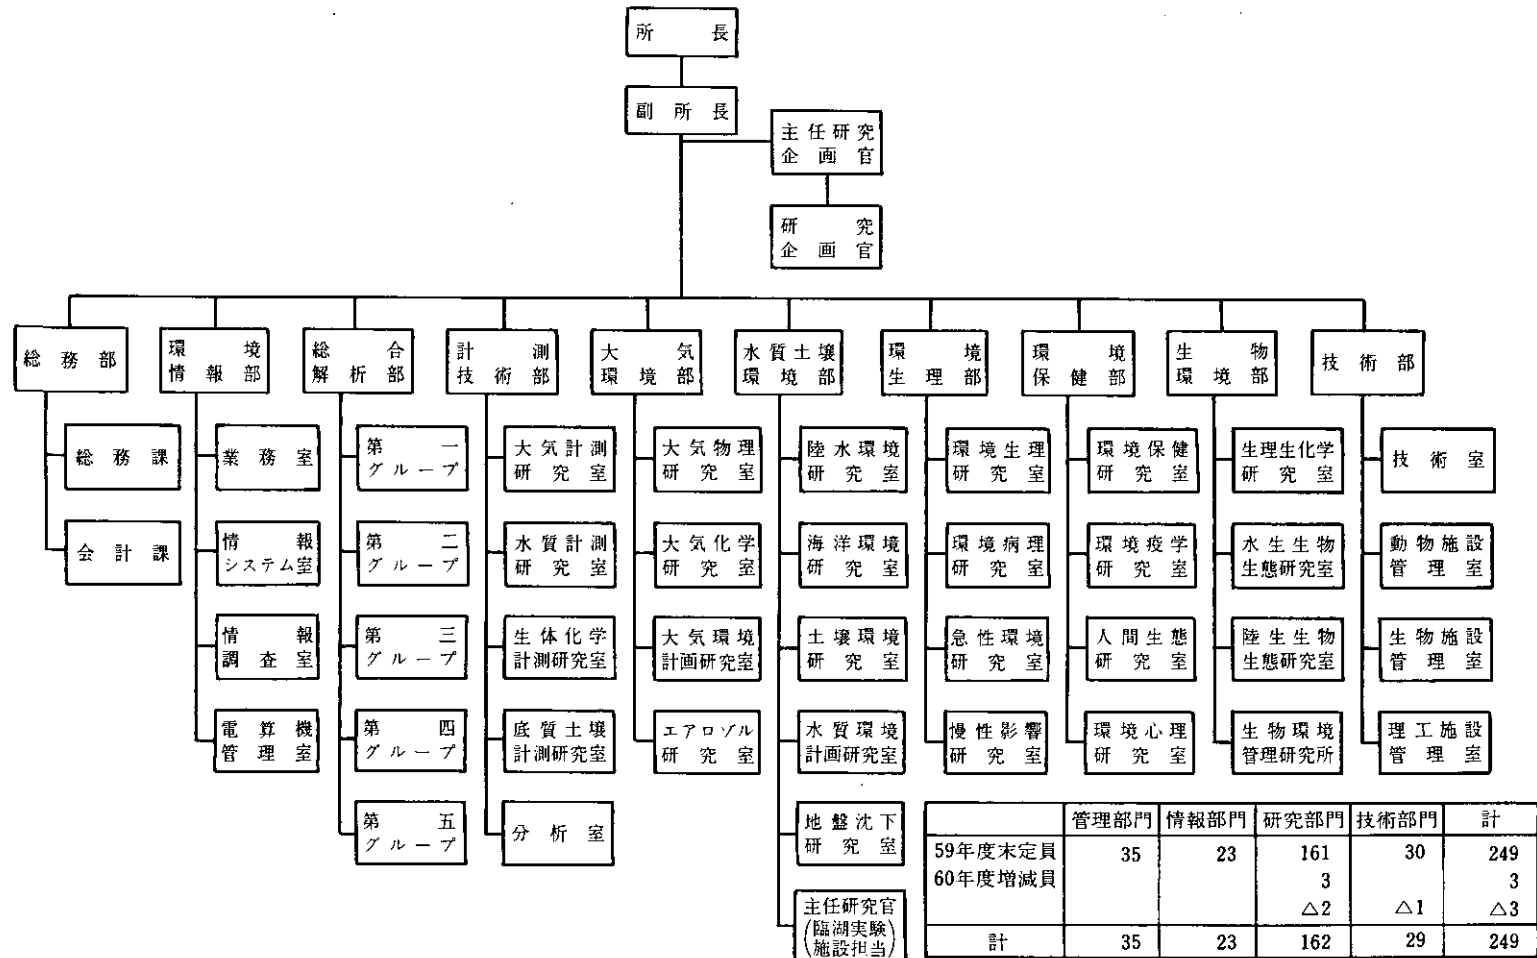 所長
副所長
主任研究
企画官
研究
企画官
総務部
環境
情報部
総合
解析部
計測
技術部
大気
環境部
水質土壌
環境部
環境
生理部
環境
保健部
生物
環境部
技術部
総務課
会計課
業務室
情報
システム室
情報
調査室
電算機
管理室
第一
グループ
第二
グループ
第三
グループ
第四
グループ
第五
グループ
大気計測
研究室
水質計測
研究室
生体化学
計測研究室
底質土壌
計測研究室
分析室
大気物理
研究室
大気化学
研究室
大気環境
計画研究室
エアロゾル
研究室
陸水環境
研究室
海洋環境
研究室
土壌環境
研究室
水質環境
計画研究室
地盤沈下
研究室
主任研究官
(臨湖実験
施設担当)
環境生理
研究室
環境病理
研究室
急性環境
研究室
慢性影響
研究室
環境保健
研究室
環境疫学
研究室
人間生態
研究室
環境心理
研究室
生理生化学
研究室
水生生物
生態研究室
陸生生物
生態研究室
生物環境
管理研究所
技術室
動物施設
管理室
生物施設
管理室
理工施設
管理室
管理部門 情報部門 研究部門 技術部門 計
59年度末定員 35 23 161 30 249
60年度増減員 3 3
△2 △1 △3
計 35 23 162 29 249